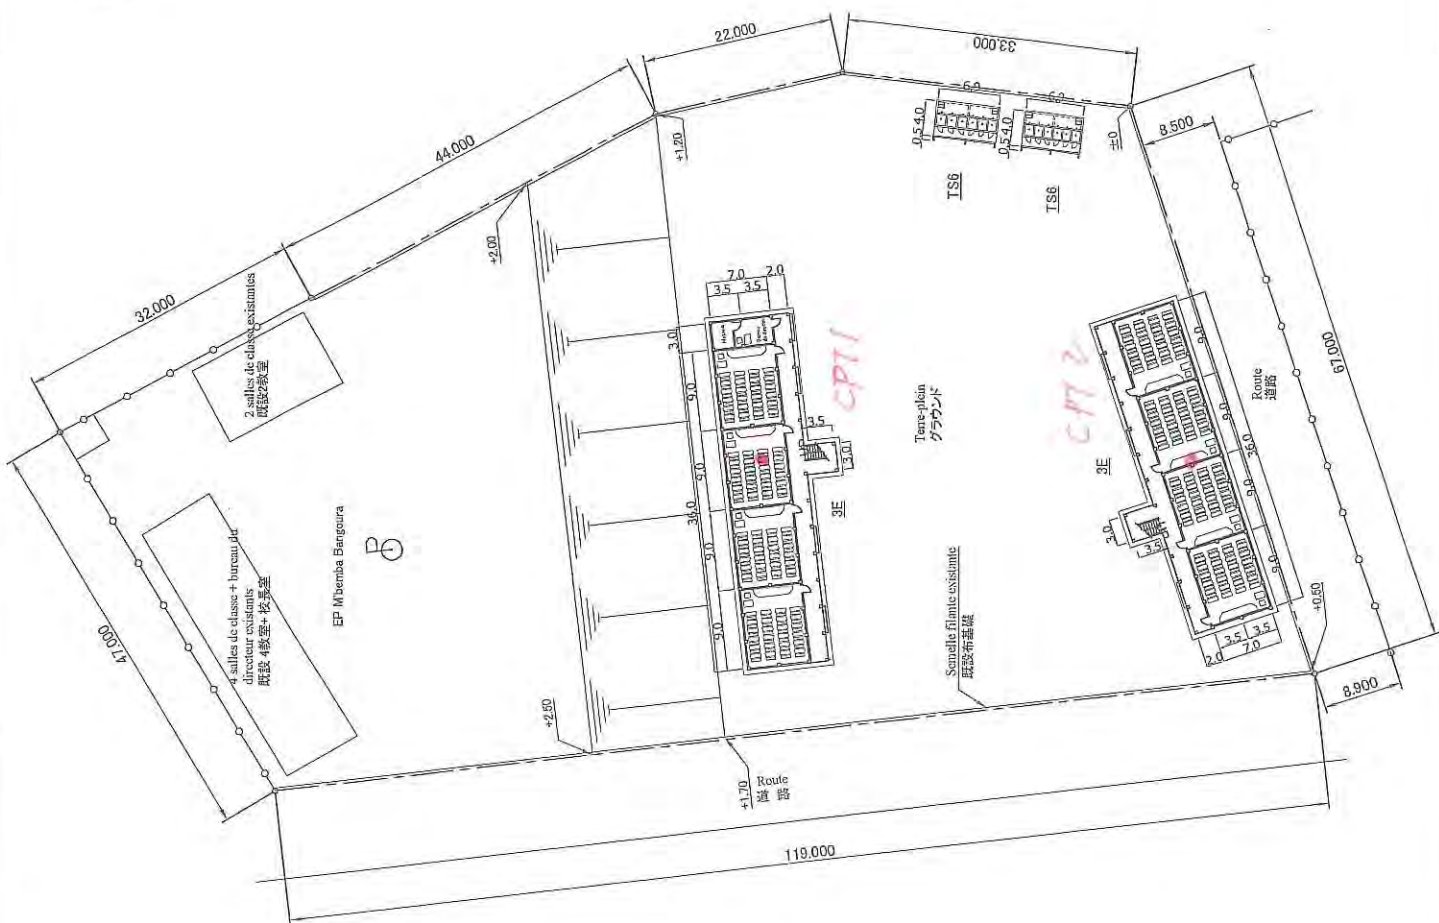 22.000
33.000
44.000
32.000
47.000
8.500
67.000
8.900
119.000
+1.20
+2.00
±0
6.0
6.0
0.5 4.0
0.5 4.0
TS6
TS6
2 salles de classe existantes
既設2教室
4 salles de classe + bureau du
directeur existants
既設 4教室+ 校長室
EP M'bemba Bangoura
7.0
2.0
3.5
3.5
3.0
9.0
9.0
36.0
9.0
9.0
3.5
3.0
3E
CPT1
Terre-plein
グラウンド
CPT 2
3E
3.0
3.5
9.0
9.0
36.0
9.0
9.0
2.0
3.5
3.5
7.0
Route
道路
Semelle filante existante
既設布基礎
+0.50
+2.50
+1.70
Route
道 路